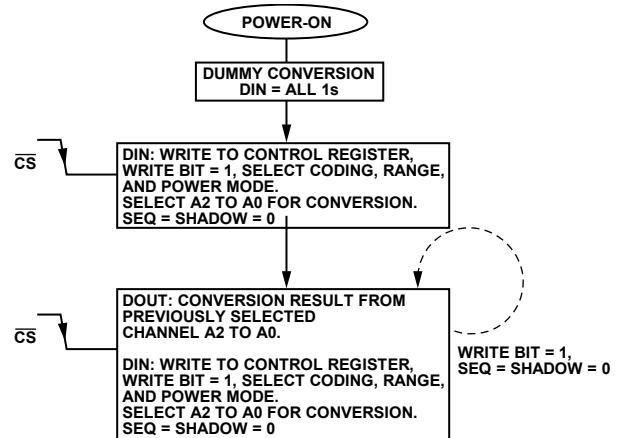 POWER-ON
DUMMY CONVERSION
DIN = ALL 1s
CS
DIN: WRITE TO CONTROL REGISTER,
WRITE BIT = 1, SELECT CODING, RANGE,
AND POWER MODE.
SELECT A2 TO A0 FOR CONVERSION.
SEQ = SHADOW = 0
CS
DOUT: CONVERSION RESULT FROM
PREVIOUSLY SELECTED
CHANNEL A2 TO A0.
DIN: WRITE TO CONTROL REGISTER,
WRITE BIT = 1, SELECT CODING, RANGE,
AND POWER MODE.
SELECT A2 TO A0 FOR CONVERSION.
SEQ = SHADOW = 0
WRITE BIT = 1,
SEQ = SHADOW = 0